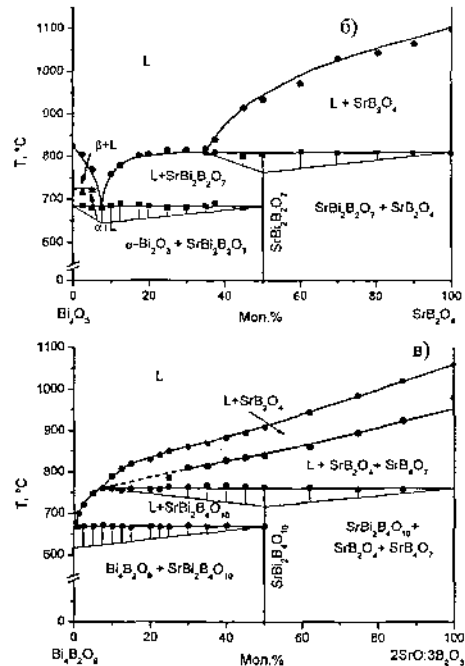 б)
1100
L
1000
L + SrB₂O₄
900
T, °C
β+L
800
L+SrBi₂B₂O₇
SrBi₂B₂O₇
SrBi₂B₂O₇ + SrB₂O₄
700
α+L
α-Bi₂O₃ + SrBi₂B₂O₇
0
0 20 40 60 80 100
Bi₂O₃ Мол.% SrB₂O₄
1100
в)
L
1000
L+SrB₂O₄
900
T, °C
L + SrB₂O₄ + SrB₄O₇
800
L+SrBi₂B₄O₁₀
700
SrBi₂B₄O₁₀
SrBi₂B₄O₁₀ +
SrB₂O₄ + SrB₄O₇
600
Bi₄B₂O₉ + SrBi₂B₄O₁₀
0
0 20 40 60 80 100
Bi₄B₂O₉ Мол.% 2SrO:3B₂O₃